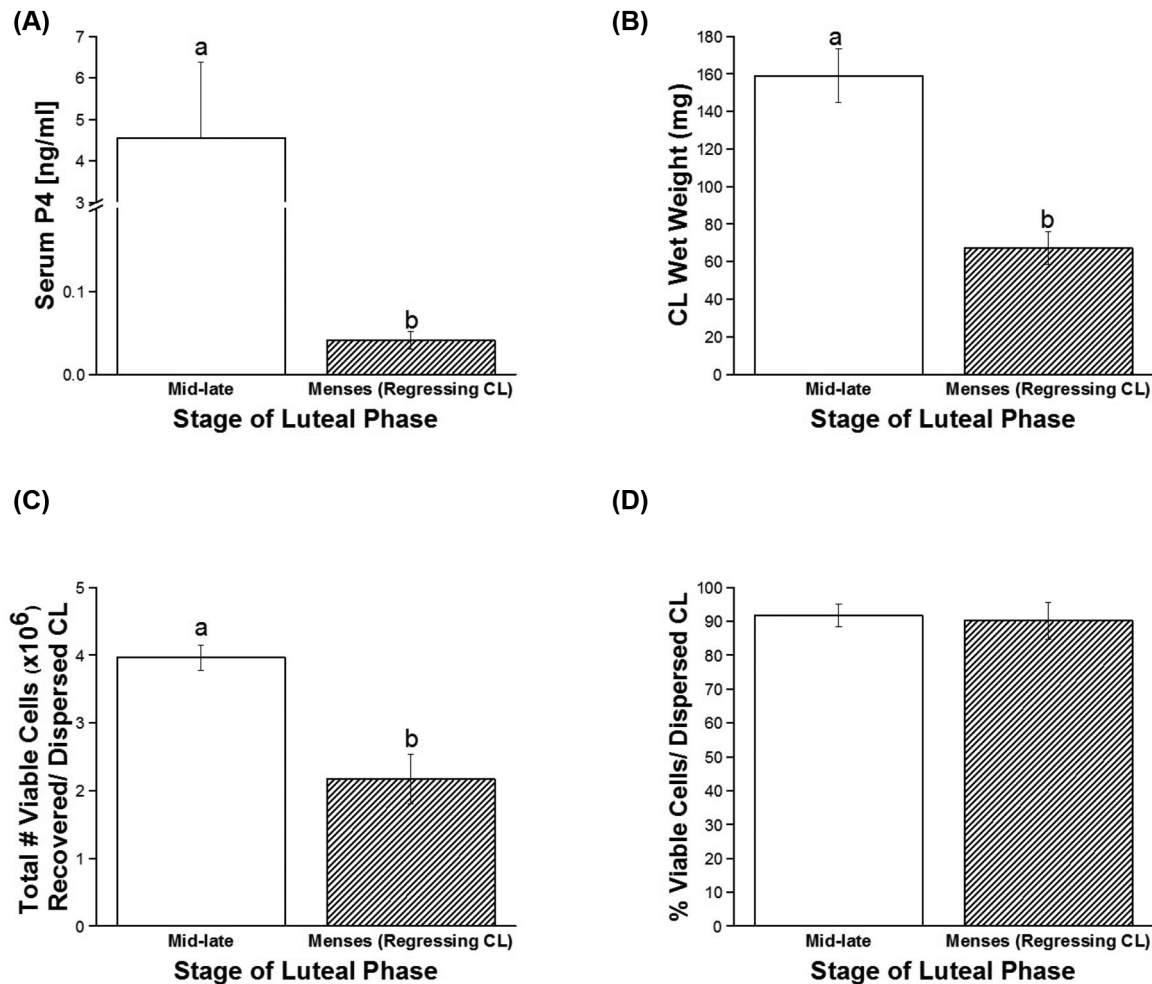 (A)
Serum P4 [ng/ml]
7
6
5
4
3
0.1
0.0
a
b
Mid-late
Menses (Regressing CL)
Stage of Luteal Phase
(B)
CL Wet Weight (mg)
180
160
140
120
100
80
60
40
20
0
a
b
Mid-late
Menses (Regressing CL)
Stage of Luteal Phase
(C)
Total # Viable Cells (x10⁶)
Recovered/ Dispersed CL
5
4
3
2
1
0
a
b
Mid-late
Menses (Regressing CL)
Stage of Luteal Phase
(D)
% Viable Cells/ Dispersed CL
100
90
80
70
60
50
40
30
20
10
0
Mid-late
Menses (Regressing CL)
Stage of Luteal Phase